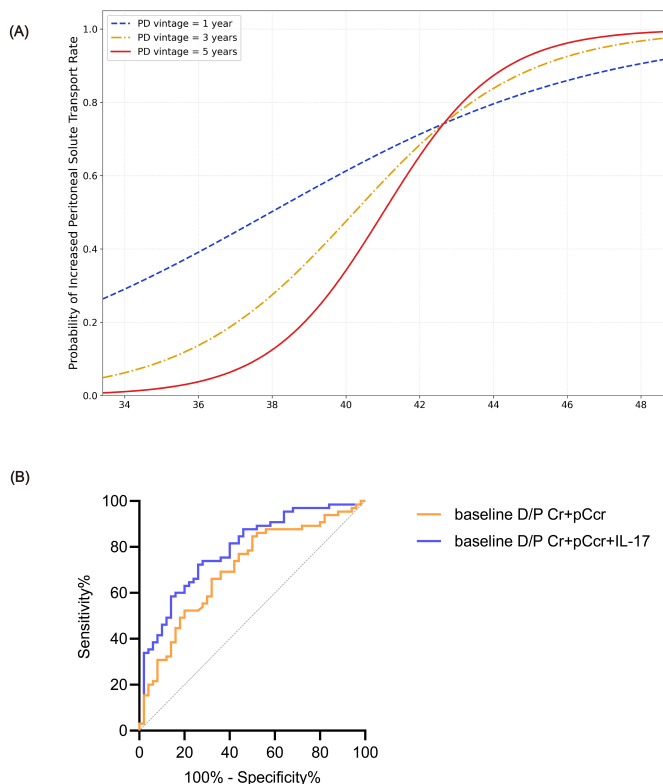 (A)
PD vintage = 1 year
PD vintage = 3 years
PD vintage = 5 years
Probability of Increased Peritoneal Solute Transport Rate
1.0
0.8
0.6
0.4
0.2
0.0
34 36 38 40 42 44 46 48
(B)
baseline D/P Cr+pCcr
baseline D/P Cr+pCcr+IL-17
Sensitivity%
100
80
60
40
20
0
0 20 40 60 80 100
100% - Specificity%